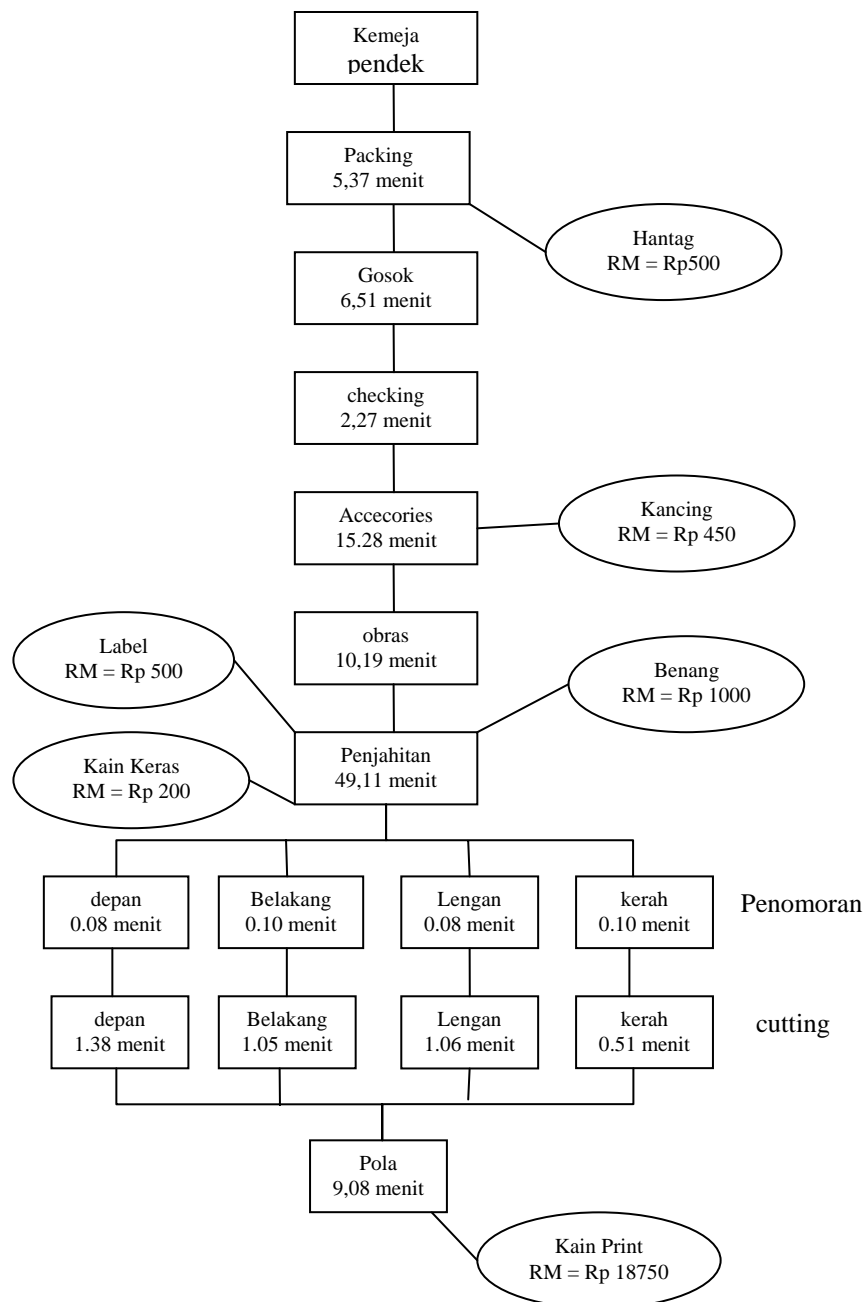 Kemeja
pendek
Packing
5,37 menit
Hantag
RM = Rp500
Gosok
6,51 menit
checking
2,27 menit
Accecories
15.28 menit
Kancing
RM = Rp 450
obras
10,19 menit
Label
RM = Rp 500
Benang
RM = Rp 1000
Penjahitan
49,11 menit
Kain Keras
RM = Rp 200
depan
0.08 menit
Belakang
0.10 menit
Lengan
0.08 menit
kerah
0.10 menit
Penomoran
depan
1.38 menit
Belakang
1.05 menit
Lengan
1.06 menit
kerah
0.51 menit
cutting
Pola
9,08 menit
Kain Print
RM = Rp 18750